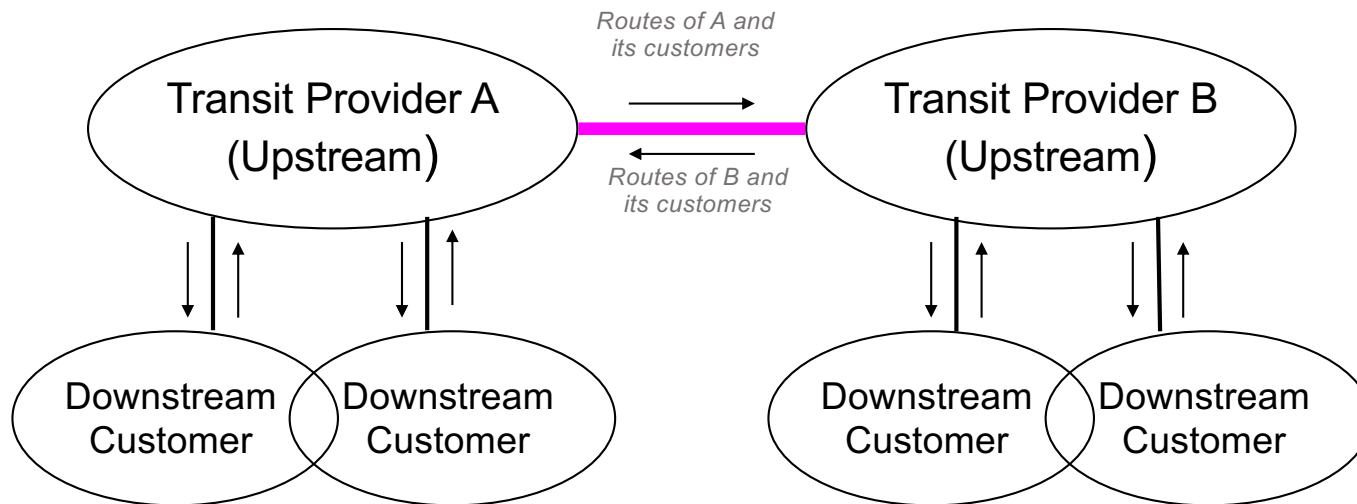 Routes of A and
its customers
Transit Provider A
(Upstream)
Transit Provider B
(Upstream)
Routes of B and
its customers
Downstream
Customer
Downstream
Customer
Downstream
Customer
Downstream
Customer